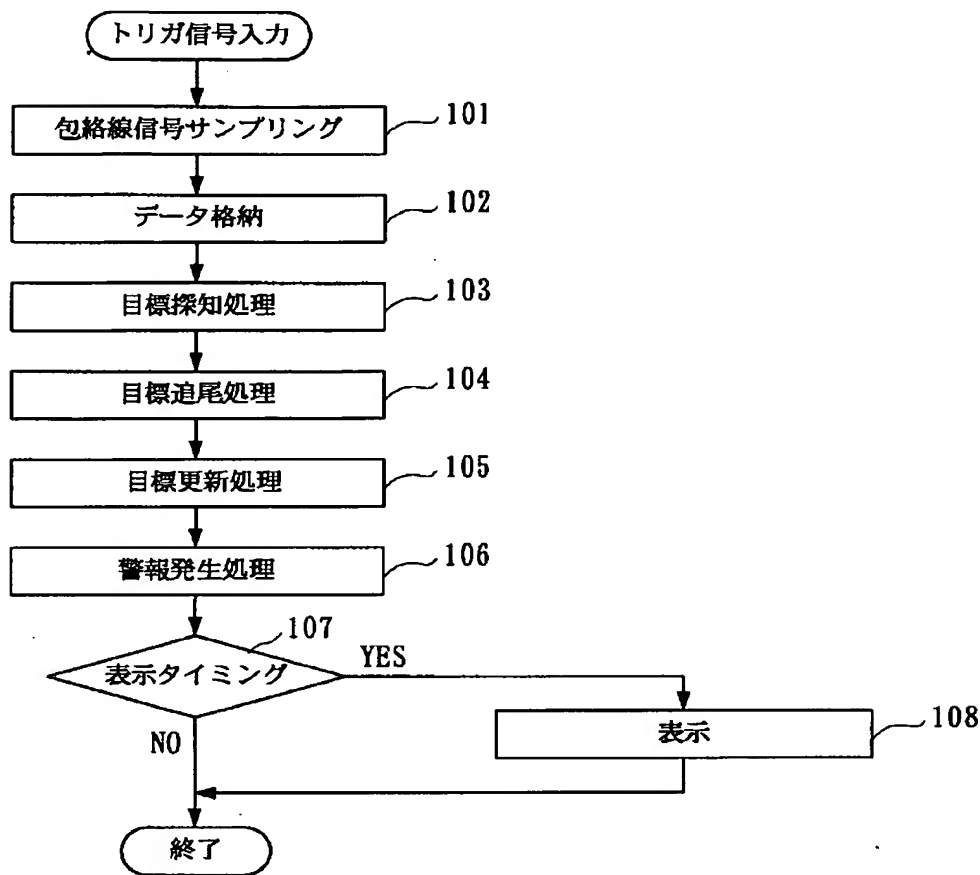 トリガ信号入力
包絡線信号サンプリング 101
データ格納 102
目標探知処理 103
目標追尾処理 104
目標更新処理 105
警報発生処理 106
107
表示タイミング YES
表示 108
NO
終了